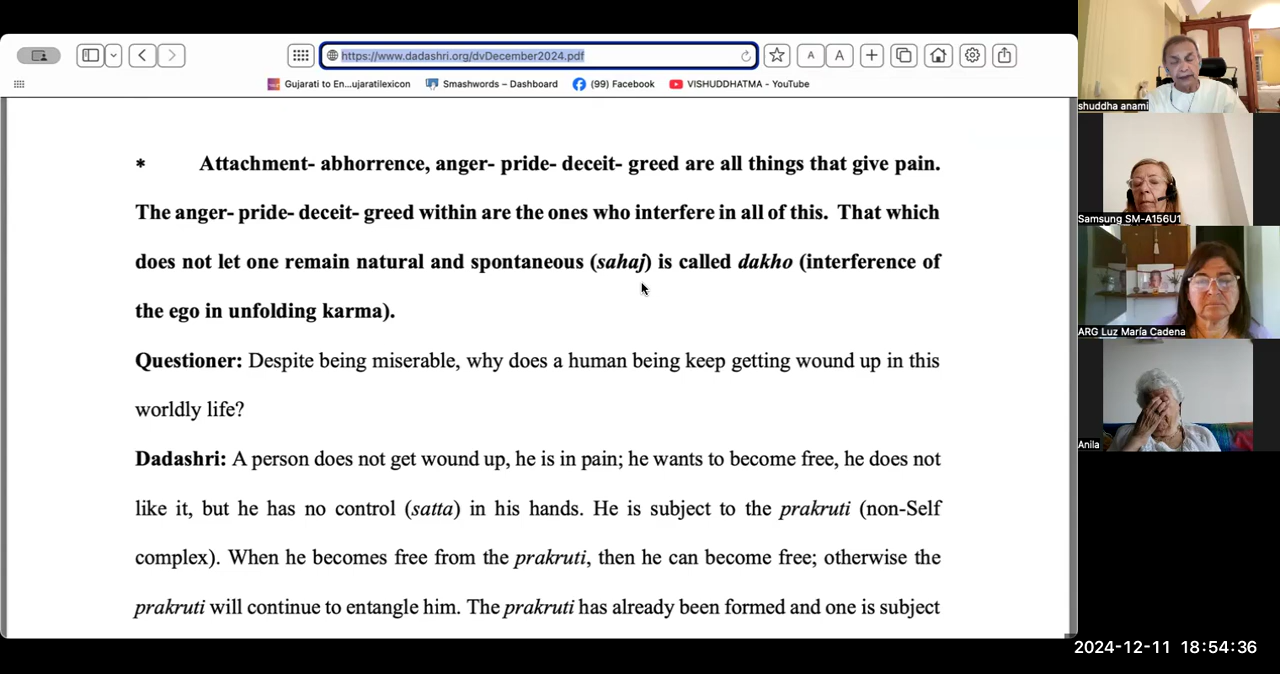 https://www.dadashri.org/dvDecember2024.pdf
A A
Gujarati to En...ujaratilexicon Smashwords – Dashboard (99) Facebook VISHUDDHATMA - YouTube
* Attachment- abhorrence, anger- pride- deceit- greed are all things that give pain.
The anger- pride- deceit- greed within are the ones who interfere in all of this. That which
does not let one remain natural and spontaneous (sahaj) is called dakho (interference of
the ego in unfolding karma).
Questioner: Despite being miserable, why does a human being keep getting wound up in this
worldly life?
Dadashri: A person does not get wound up, he is in pain; he wants to become free, he does not
like it, but he has no control (satta) in his hands. He is subject to the prakruti (non-Self
complex). When he becomes free from the prakruti, then he can become free; otherwise the
prakruti will continue to entangle him. The prakruti has already been formed and one is subject
shuddha anami
Samsung SM-A156U1
ARG Luz María Cadena
Anila
2024-12-11 18:54:36